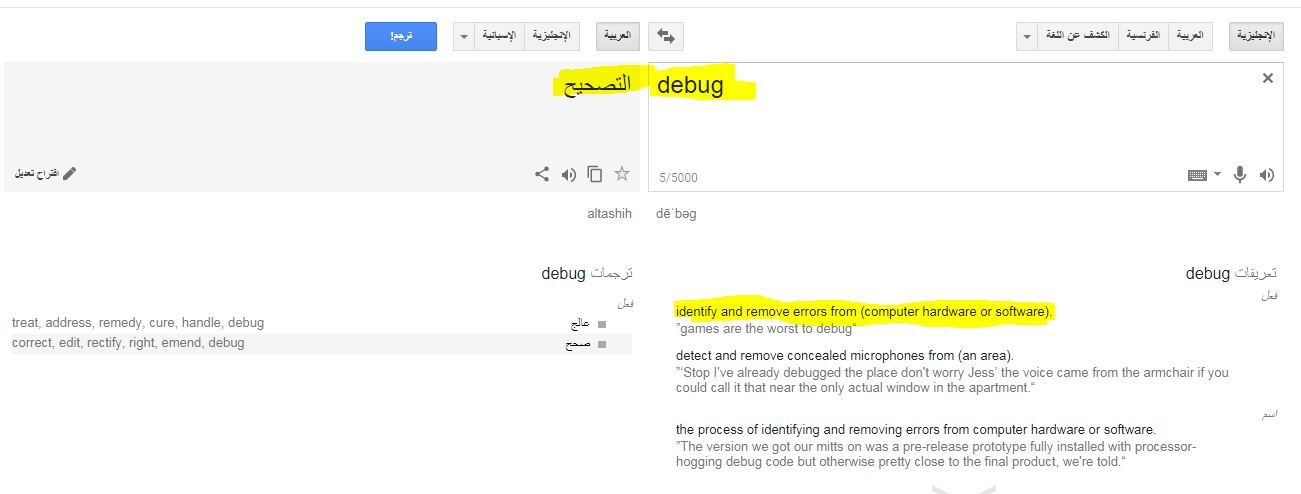 الإنجليزية العربية الفرنسية الكشف عن اللغة
العربية الإنجليزية الإسبانية ترجم!
debug
التصحيح
5/5000
اقتراح تعديل
dēˈbəg
altashih
تعريفات debug
فعل
identify and remove errors from (computer hardware or software).
"games are the worst to debug"
detect and remove concealed microphones from (an area).
"‘Stop I've already debugged the place don't worry Jess’ the voice came from the armchair if you
could call it that near the only actual window in the apartment."
اسم
the process of identifying and removing errors from computer hardware or software.
"The version we got our mitts on was a pre-release prototype fully installed with processor-
hogging debug code but otherwise pretty close to the final product, we're told."
ترجمات debug
فعل
عالج treat, address, remedy, cure, handle, debug
صحح correct, edit, rectify, right, emend, debug